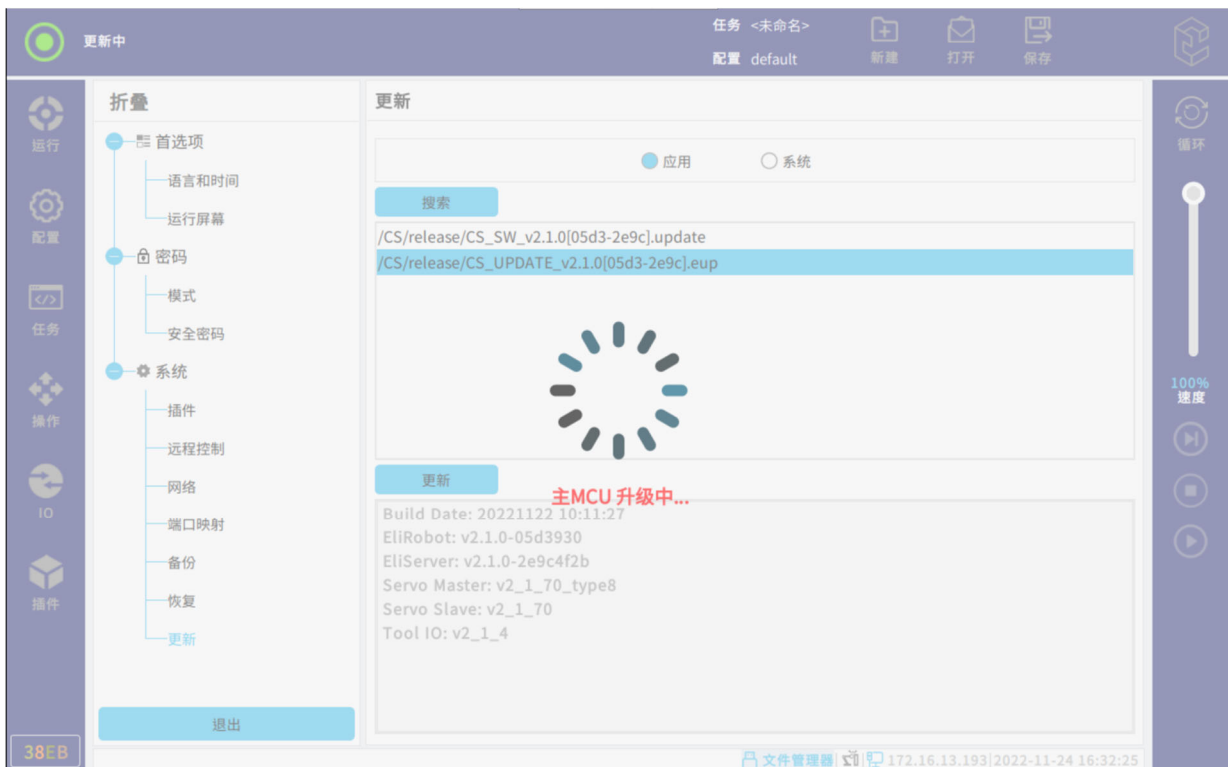 更新中
任务 <未命名>
配置 default
新建
打开
保存
运行
配置
任务
操作
IO
插件
38EB
折叠
首选项
语言和时间
运行屏幕
密码
模式
安全密码
系统
插件
远程控制
网络
端口映射
备份
恢复
更新
退出
更新
应用
系统
搜索
/CS/release/CS_SW_v2.1.0[05d3-2e9c].update
/CS/release/CS_UPDATE_v2.1.0[05d3-2e9c].eup
更新
主MCU 升级中...
Build Date: 20221122 10:11:27
EliRobot: v2.1.0-05d3930
EliServer: v2.1.0-2e9c4f2b
Servo Master: v2_1_70_type8
Servo Slave: v2_1_70
Tool IO: v2_1_4
循环
100%
速度
文件管理器 172.16.13.193|2022-11-24 16:32:25